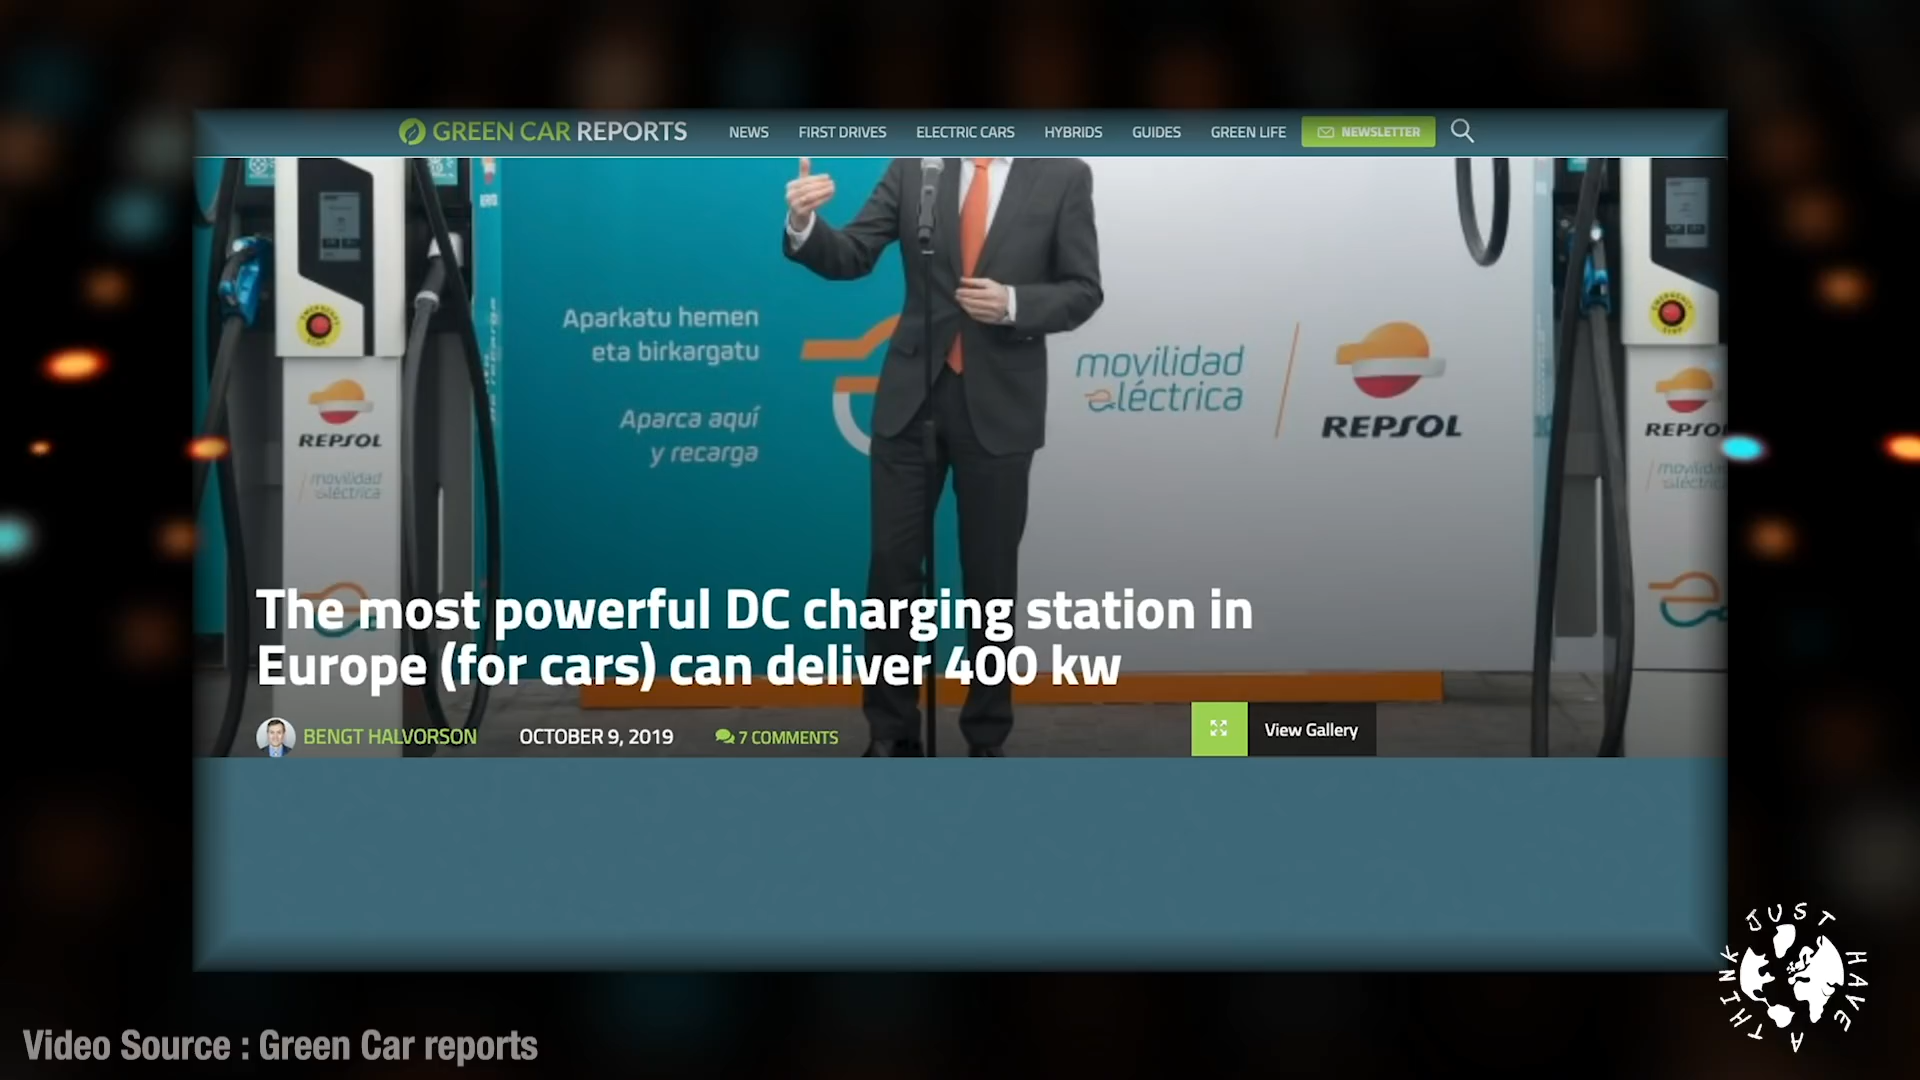 GREEN CAR REPORTS
NEWS
FIRST DRIVES
ELECTRIC CARS
HYBRIDS
GUIDES
GREEN LIFE
NEWSLETTER
Aparkatu hemen
eta birkargatu
Aparca aquí
y recarga
movilidad
eléctrica
REPSOL
REPSOL
movilidad
eléctrica
REPSO
movilidad
eléctrica
The most powerful DC charging station in
Europe (for cars) can deliver 400 kw
BENGT HALVORSON
OCTOBER 9, 2019
7 COMMENTS
View Gallery
JUST HAVE A THINK
Video Source : Green Car reports